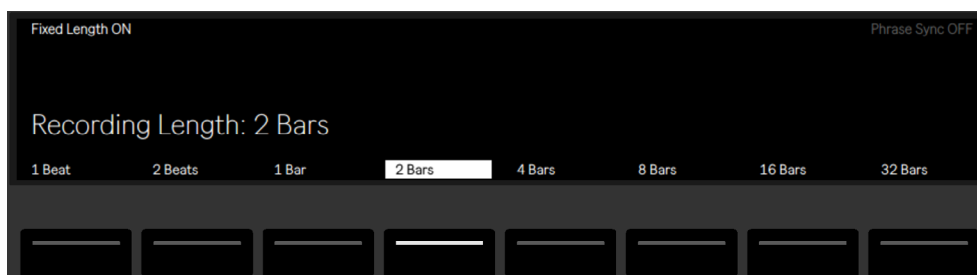 Fixed Length ON Phrase Sync OFF
Recording Length: 2 Bars
1 Beat 2 Beats 1 Bar 2 Bars 4 Bars 8 Bars 16 Bars 32 Bars